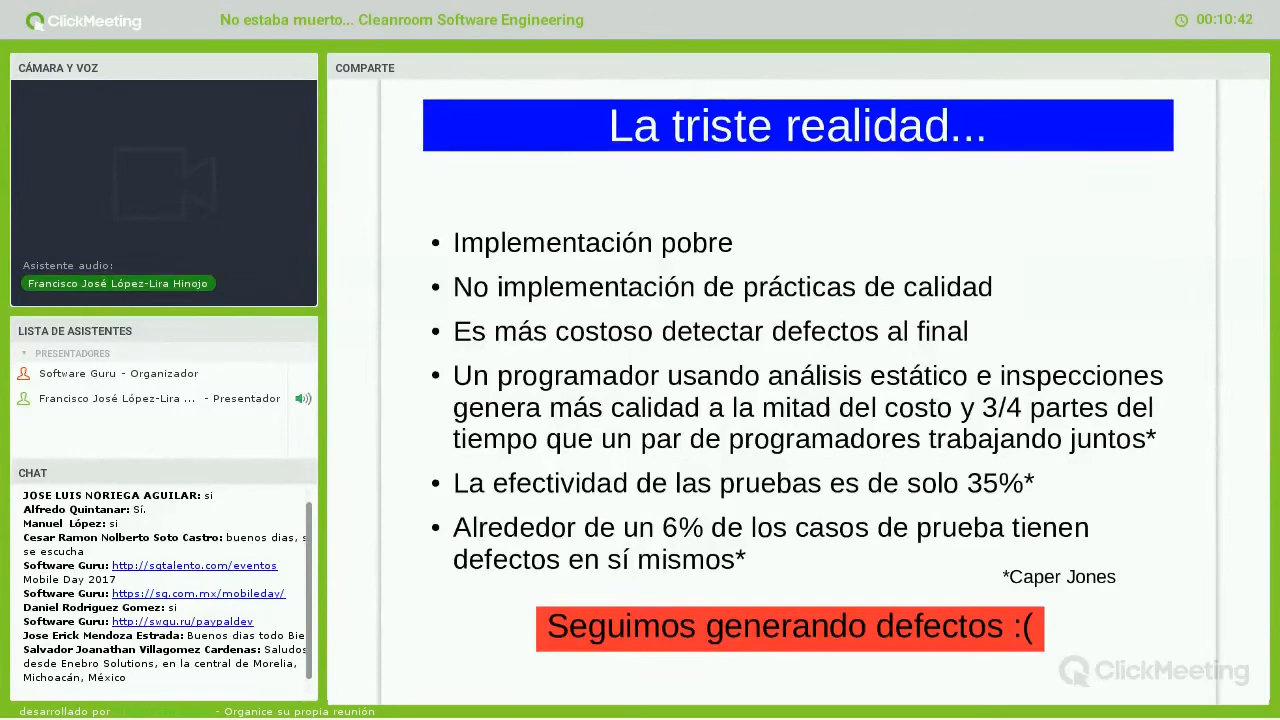 ClickMeeting
No estaba muerto... Cleanroom Software Engineering
00:10:42
CÁMARA Y VOZ
Asistente audio:
Francisco José López-Lira Hinojo
LISTA DE ASISTENTES
PRESENTADORES
Software Guru - Organizador
Francisco José López-Lira ... - Presentador
CHAT
JOSE LUIS NORIEGA AGUILAR: si
Alfredo Quintanar: Sí.
Manuel López: si
Cesar Ramon Nolberto Soto Castro: buenos dias, s
se escucha
Software Guru: http://sgtalento.com/eventos
Mobile Day 2017
Software Guru: https://sg.com.mx/mobileday/
Daniel Rodriguez Gomez: si
Software Guru: http://swgu.ru/paypaldev
Jose Erick Mendoza Estrada: Buenos dias todo Bie
Salvador Joanathan Villagomez Cardenas: Saludos
desde Enebro Solutions, en la central de Morelia,
Michoacán, México
COMPARTE
La triste realidad...
• Implementación pobre
• No implementación de prácticas de calidad
• Es más costoso detectar defectos al final
• Un programador usando análisis estático e inspecciones
genera más calidad a la mitad del costo y 3/4 partes del
tiempo que un par de programadores trabajando juntos*
• La efectividad de las pruebas es de solo 35%*
• Alrededor de un 6% de los casos de prueba tienen
defectos en sí mismos*
*Caper Jones
Seguimos generando defectos :(
ClickMeeting
desarrollado por - Organice su propia reunión